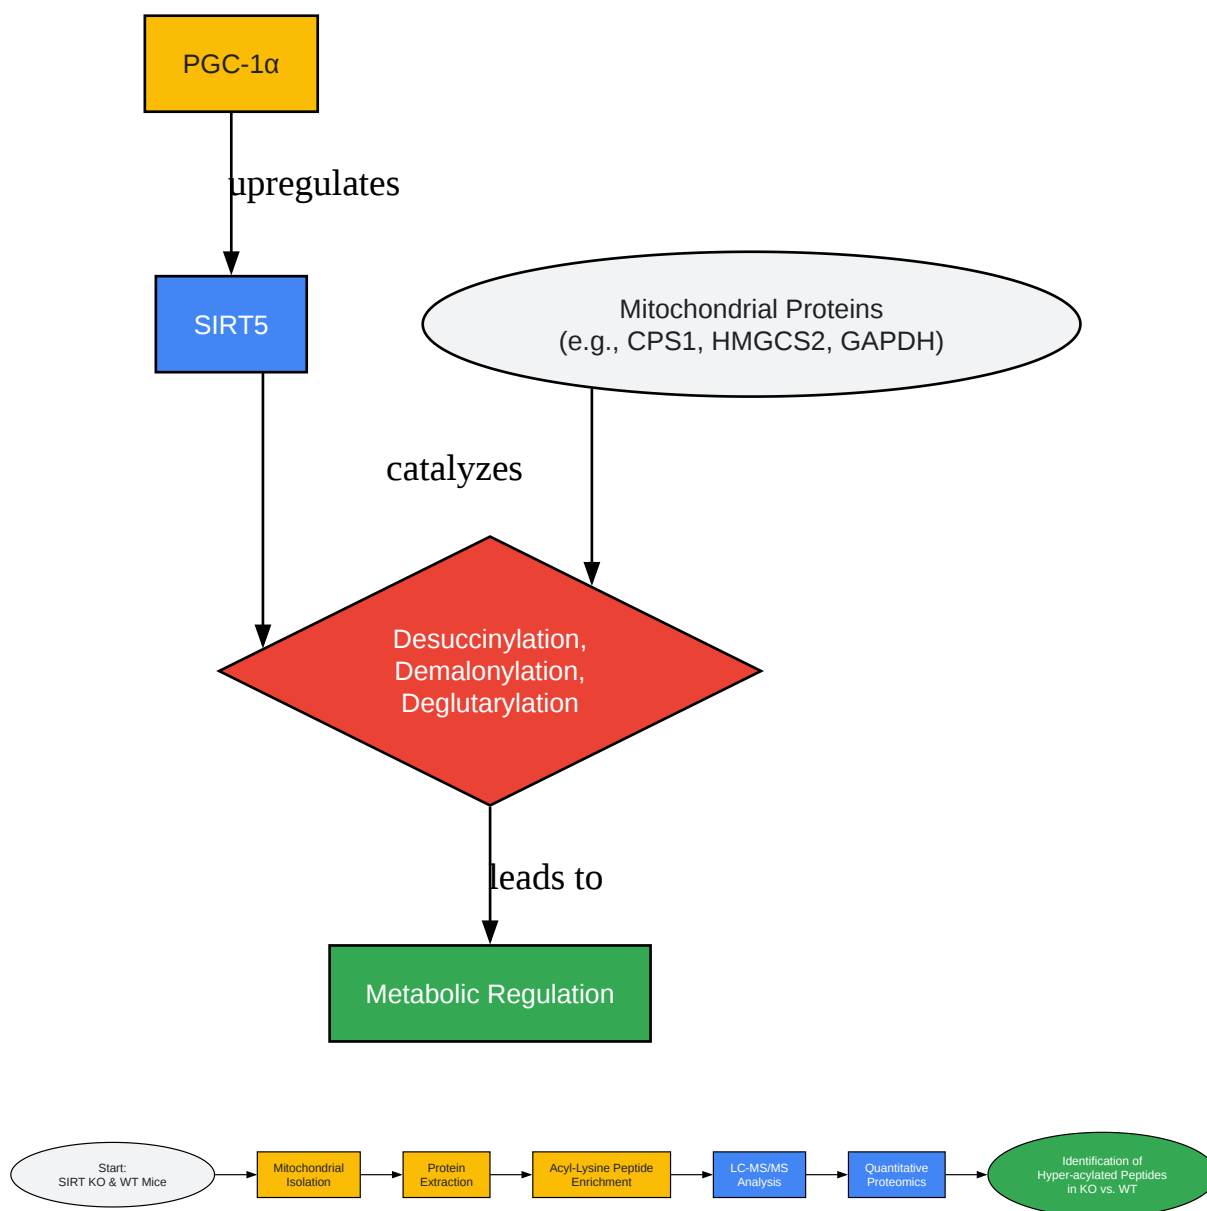 PGC-1α
upregulates
SIRT5
Mitochondrial Proteins
(e.g., CPS1, HMGCS2, GAPDH)
catalyzes
Desuccinylation,
Demalonylation,
Deglutarylation
leads to
Metabolic Regulation
Start:
SIRT KO & WT Mice
Mitochondrial
Isolation
Protein
Extraction
Acyl-Lysine Peptide
Enrichment
LC-MS/MS
Analysis
Quantitative
Proteomics
Identification of
Hyper-acylated Peptides
in KO vs. WT